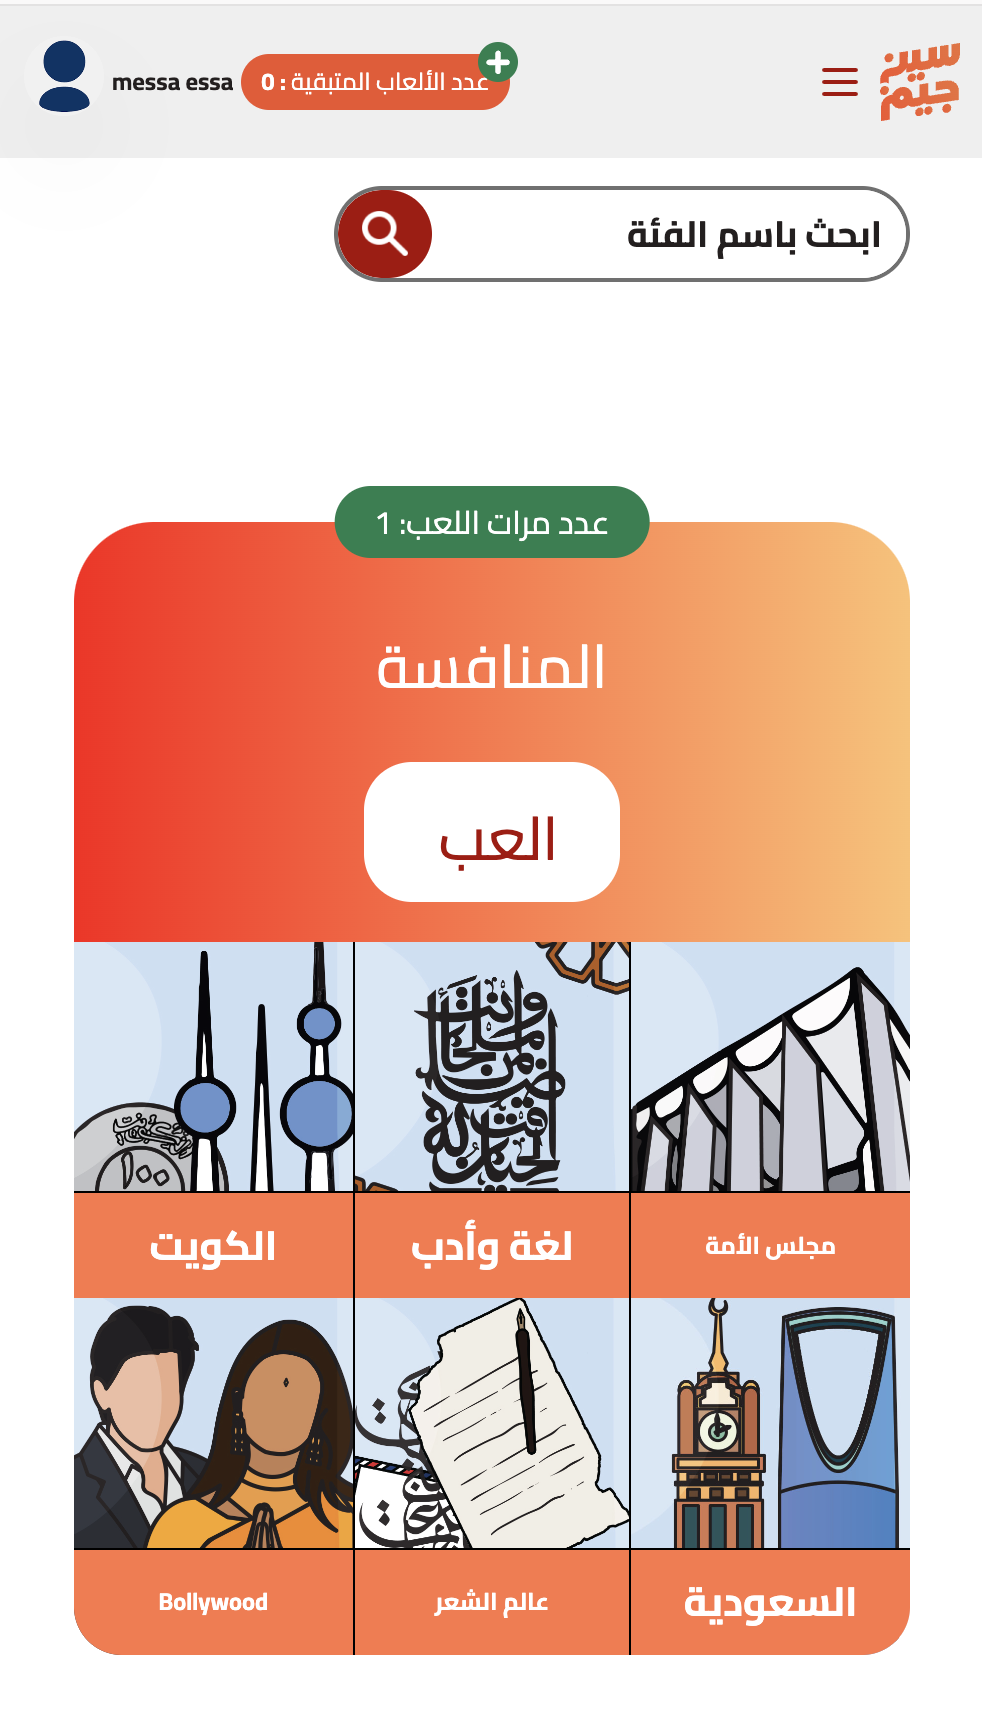 سين
جيم
عدد الألعاب المتبقية : 0
messa essa
ابحث باسم الفئة
عدد مرات اللعب: 1
المنافسة
العب
مجلس الأمة
لغة وأدب
١٠٠
الكويت
السعودية
عالم الشعر
Bollywood